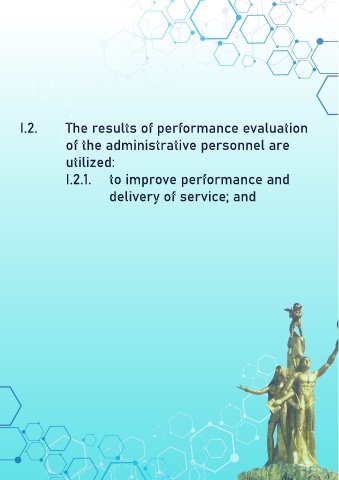 I.2. The results of performance evaluation
of the administrative personnel are
utilized:
I.2.1. to improve performance and
delivery of service; and